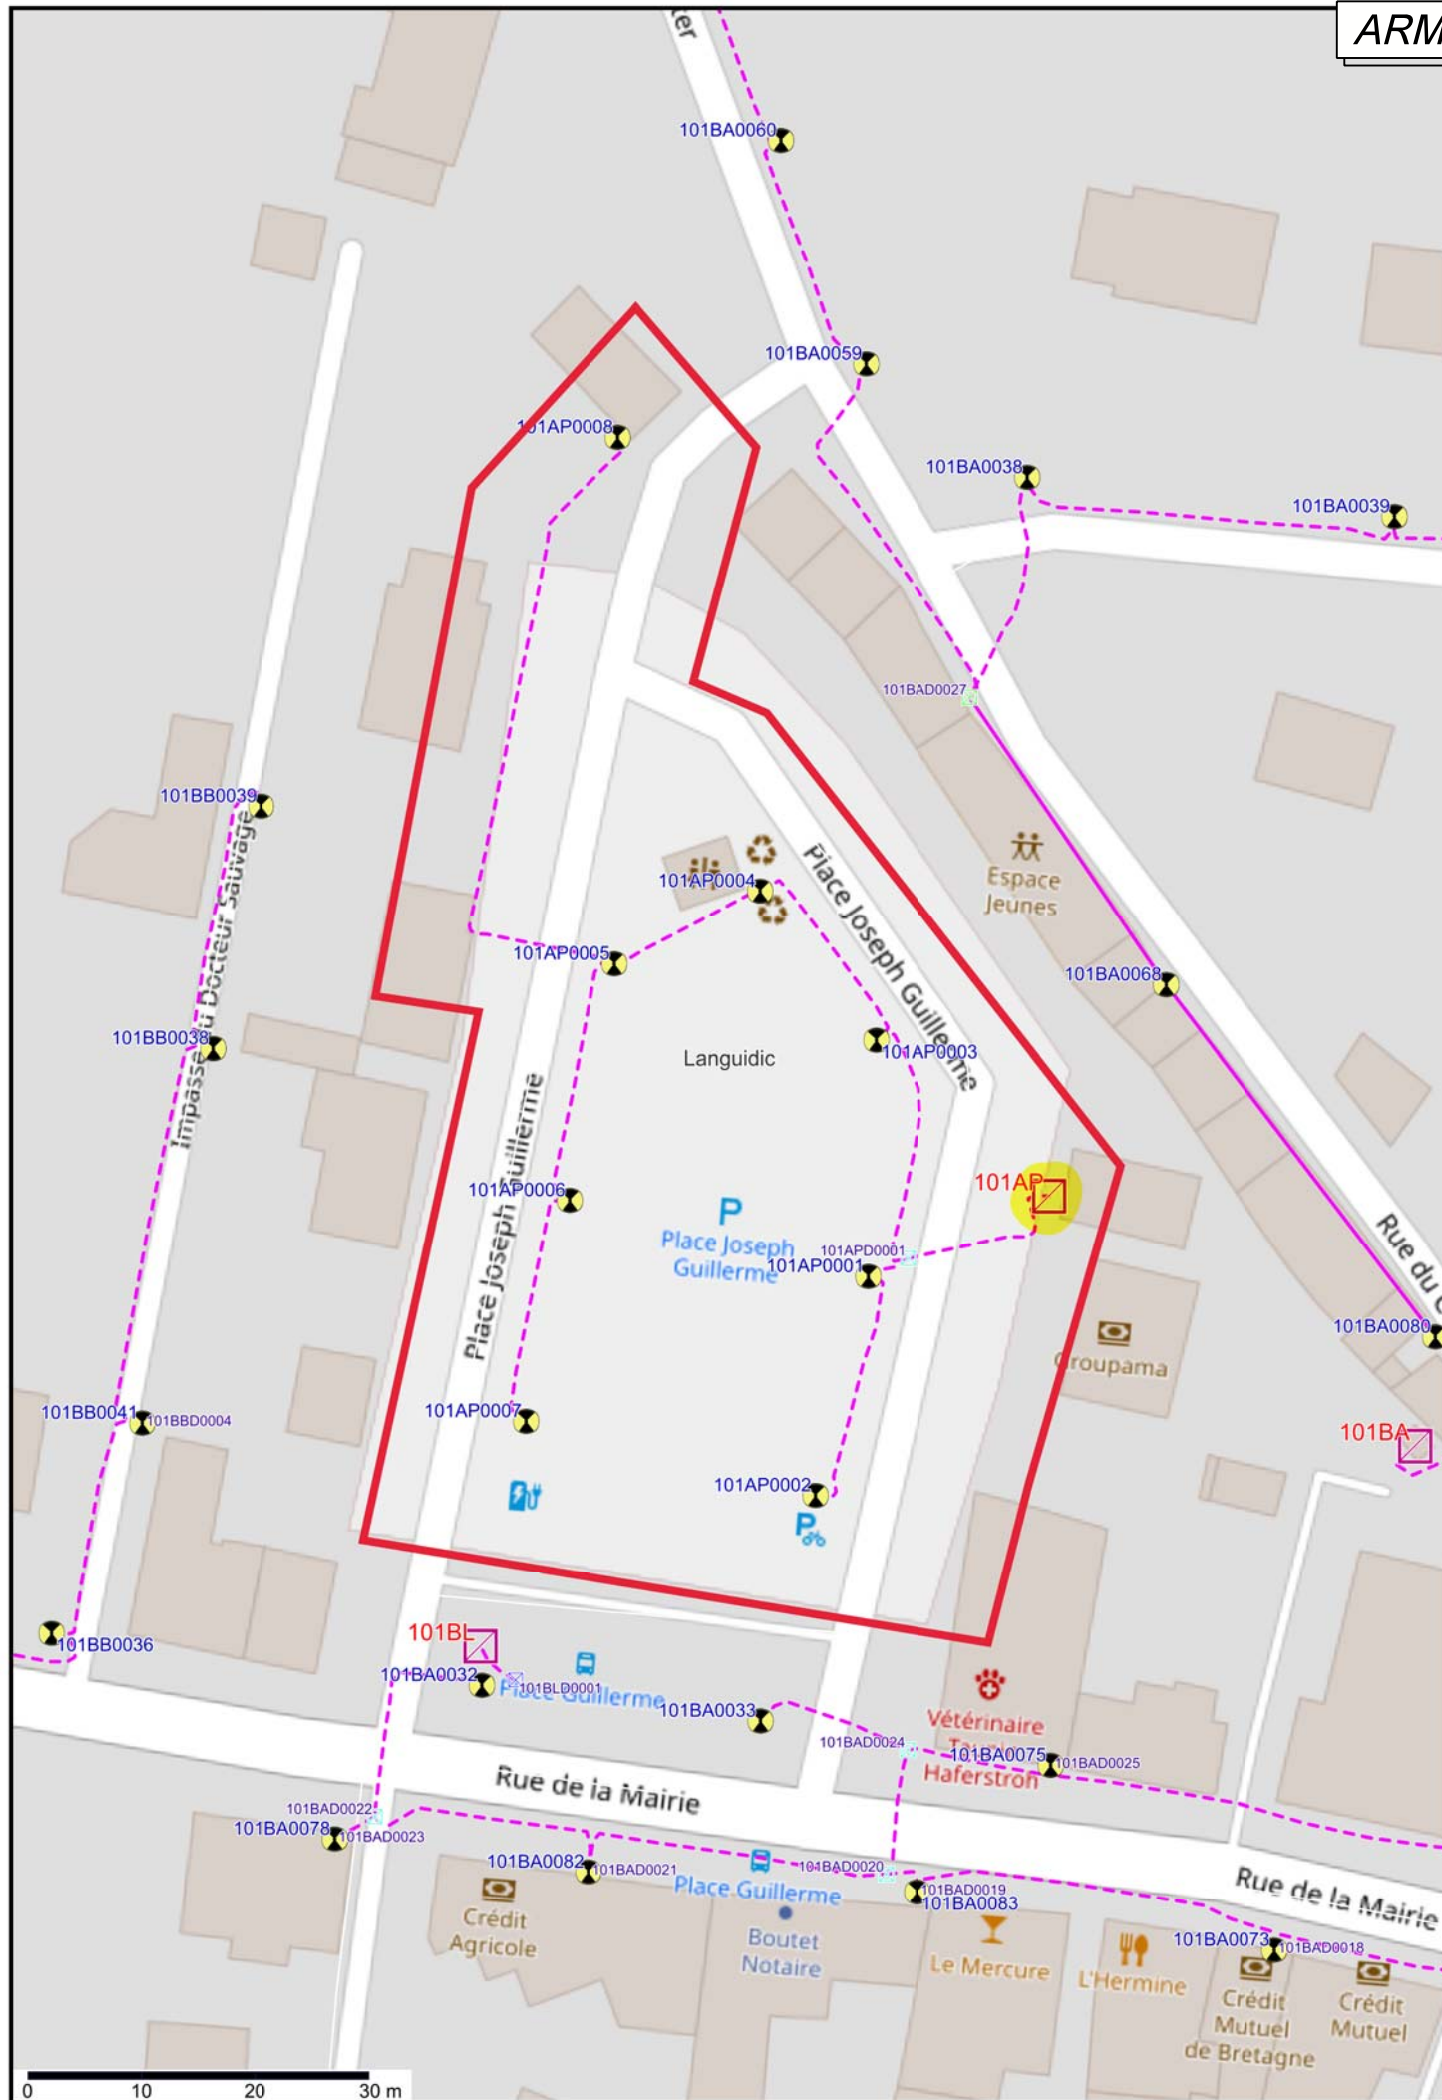 ARM
101BA0060
101BA0059
101AP0008
101BA0038
101BA0039
101BAD0027
101BB0039
Impasse du Docteur Sauvage
101AP0004
Place Joseph Guillerme
Espace
Jeunes
101AP0005
101BA0068
101BB0038
101AP0003
Languidic
Place Joseph Guillerme
101AP0006
101AP
P
Place Joseph
Guillerme
101APD0001
101AP0001
Rue du C
101BA0080
Groupama
101BB0041
101BBD0004
101AP0007
101BA
101AP0002
P
101BL
101BB0036
101BA0032
101BLD0001
Place Guillerme
101BA0033
Vétérinaire
Haferstroh
101BAD0024
101BA0075
101BAD0025
Rue de la Mairie
101BAD0022
101BA0078
101BAD0023
101BA0082
101BAD0021
101BAD0020
Place Guillerme
101BAD0019
101BA0083
Rue de la Mairie
Crédit
Agricole
Boutet
Notaire
Le Mercure
L'Hermine
101BA0073
101BAD0018
Crédit
Mutuel
de Bretagne
Crédit
Mutuel
0 10 20 30 m